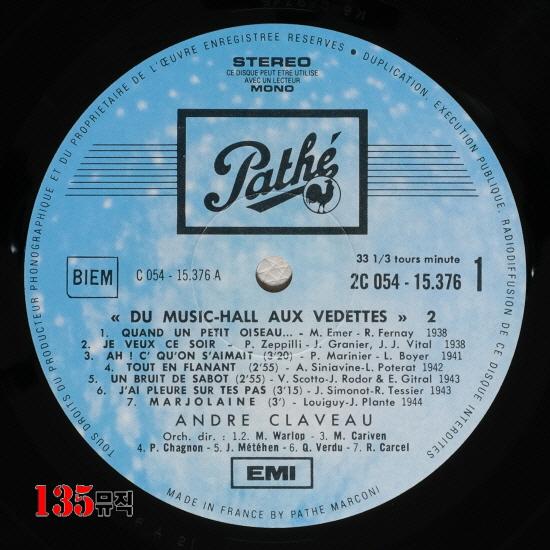 TOUS DROITS DU PRODUCTEUR PHONOGRAPHIQUE ET DU PROPRIETAIRE DE L'ŒUVRE ENREGISTREE RESERVES • DUPLICATION, EXECUTION PUBLIQUE, RADIODIFFUSION DE CE DISQUE INTERDITES
STEREO
CE DISQUE PEUT ETRE UTILISE
AVEC UN LECTEUR
MONO
Pathé
BIEM
C 054 - 15.376 A
33 1/3 tours minute
2C 054 - 15.376 1
« DU MUSIC-HALL AUX VEDETTES » 2
1. QUAND UN PETIT OISEAU... - M. Emer - R. Fernay 1938
2. JE VEUX CE SOIR - P. Zeppilli - J. Granier, J.J. Vital 1938
3. AH ! C' QU'ON S'AIMAIT (3'20) - P. Marinier - L. Boyer 1941
4. TOUT EN FLANANT (2'55) - A. Siniavine-L. Poterat 1942
5. UN BRUIT DE SABOT (2'55) - V. Scotto-J. Rodor & E. Gitral 1943
6. J'AI PLEURE SUR TES PAS (3'15) - J. Simonot-R. Tessier 1943
7. MARJOLAINE (3') - Louiguy-J. Plante 1944
ANDRE CLAVEAU
Orch. dir. : 1.2. M. Warlop - 3. M. Cariven
4. P. Chagnon - 5. J. Météhen - 6. Q. Verdu - 7. R. Carcel
EMI
MADE IN FRANCE BY PATHE MARCONI
135뮤직